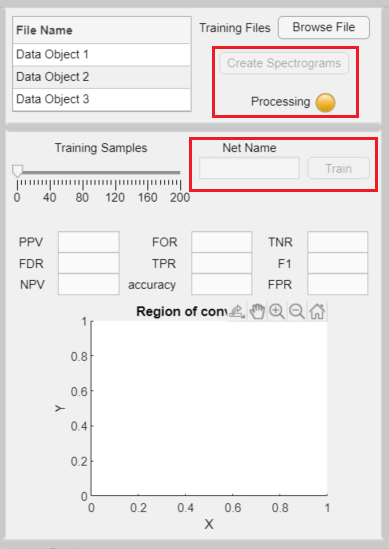 File Name
Data Object 1
Data Object 2
Data Object 3
Training Files
Browse File
Create Spectrograms
Processing
Training Samples
0 40 80 120 160 200
Net Name
Train
PPV FOR TNR
FDR TPR F1
NPV accuracy FPR
Region of conv
1
0.8
0.6
0.4
0.2
0
Y
0 0.2 0.4 0.6 0.8 1
X